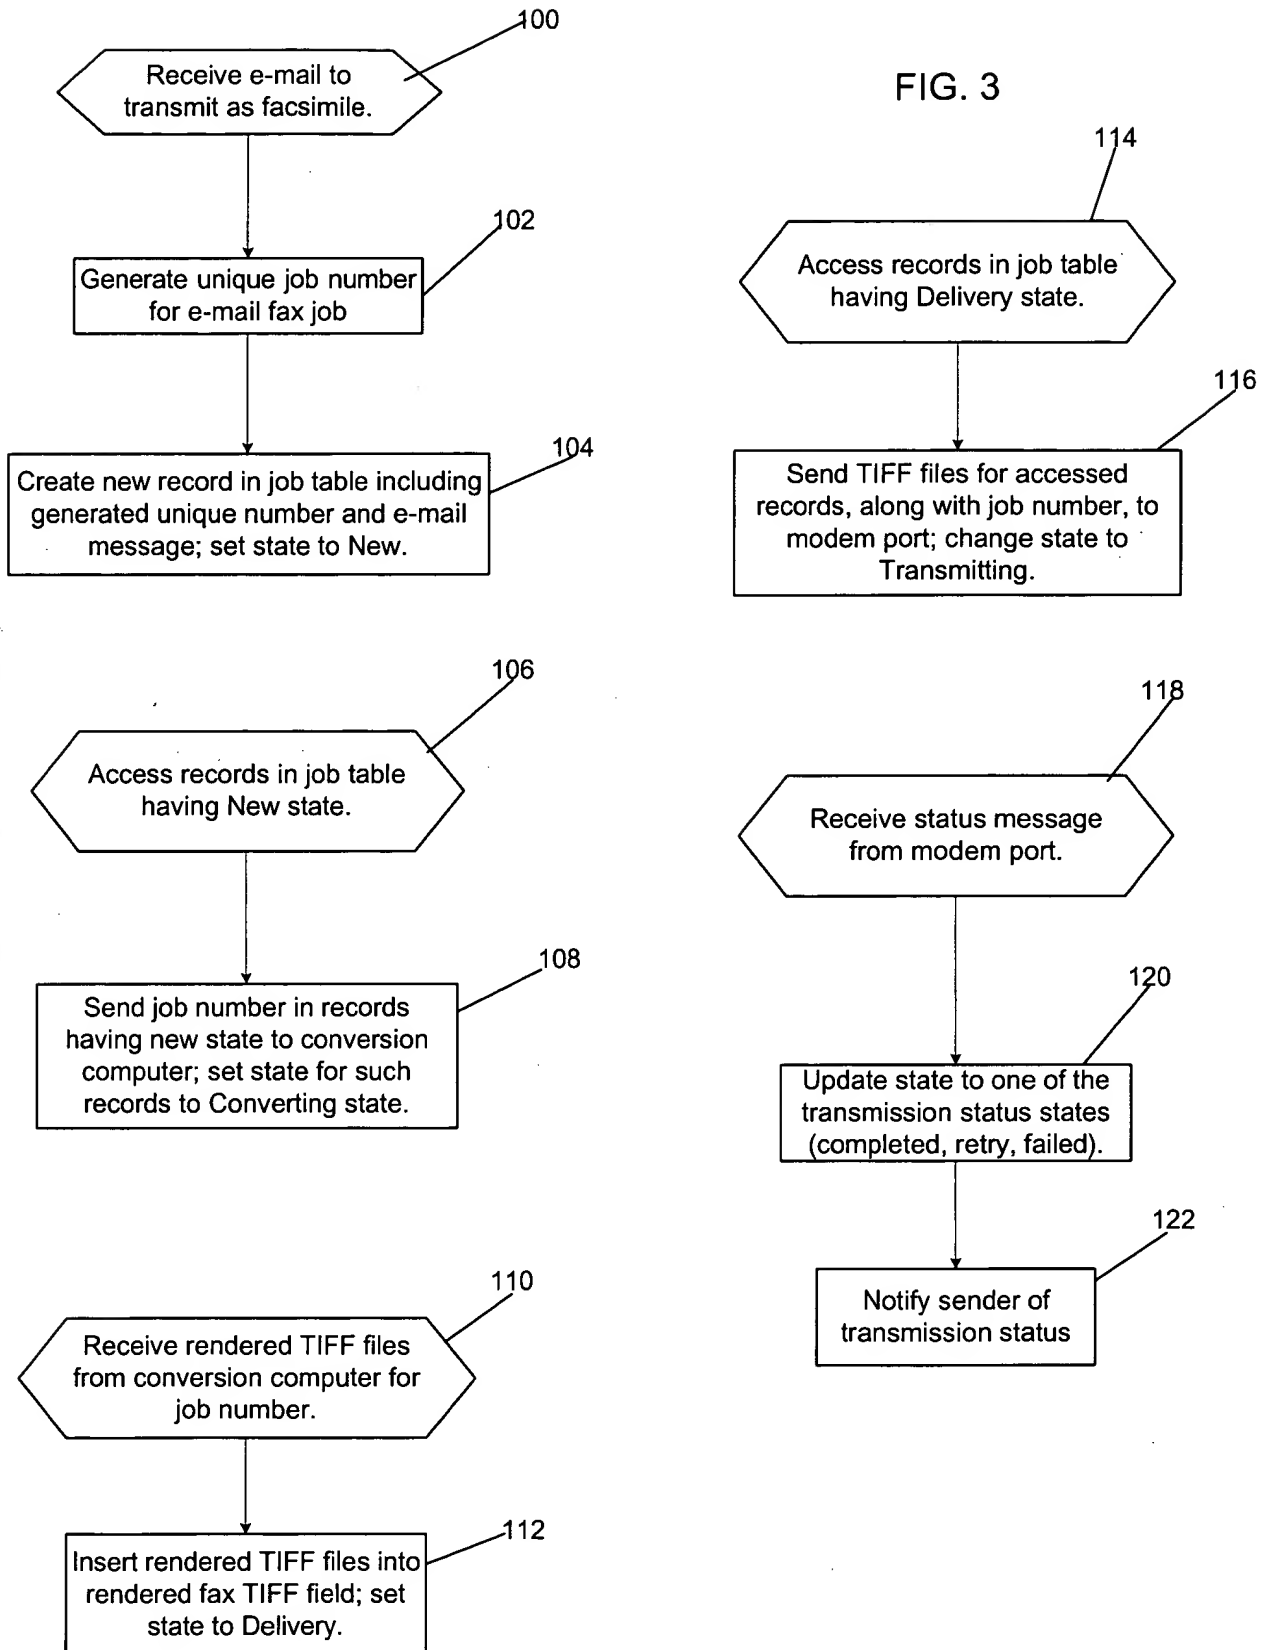 100
Receive e-mail to
transmit as facsimile.
102
Generate unique job number
for e-mail fax job
104
Create new record in job table including
generated unique number and e-mail
message; set state to New.
106
Access records in job table
having New state.
108
Send job number in records
having new state to conversion
computer; set state for such
records to Converting state.
110
Receive rendered TIFF files
from conversion computer for
job number.
112
Insert rendered TIFF files into
rendered fax TIFF field; set
state to Delivery.
FIG. 3
114
Access records in job table
having Delivery state.
116
Send TIFF files for accessed
records, along with job number, to
modem port; change state to
Transmitting.
118
Receive status message
from modem port.
120
Update state to one of the
transmission status states
(completed, retry, failed).
122
Notify sender of
transmission status